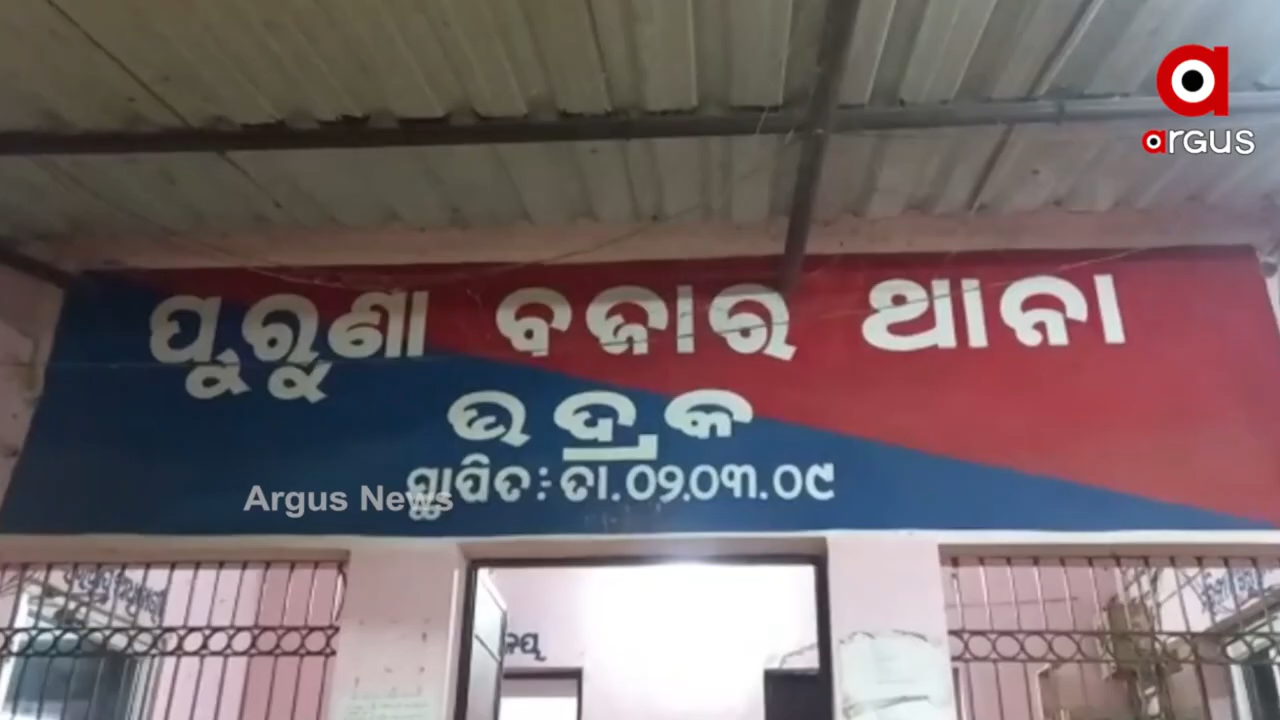 argus
ପୁରୁଣା ବଜାର ଥାନା
ଭଦ୍ରକ
ସ୍ଥାପିତ:- ତା.୦୨.୦୩.୦୯
Argus News